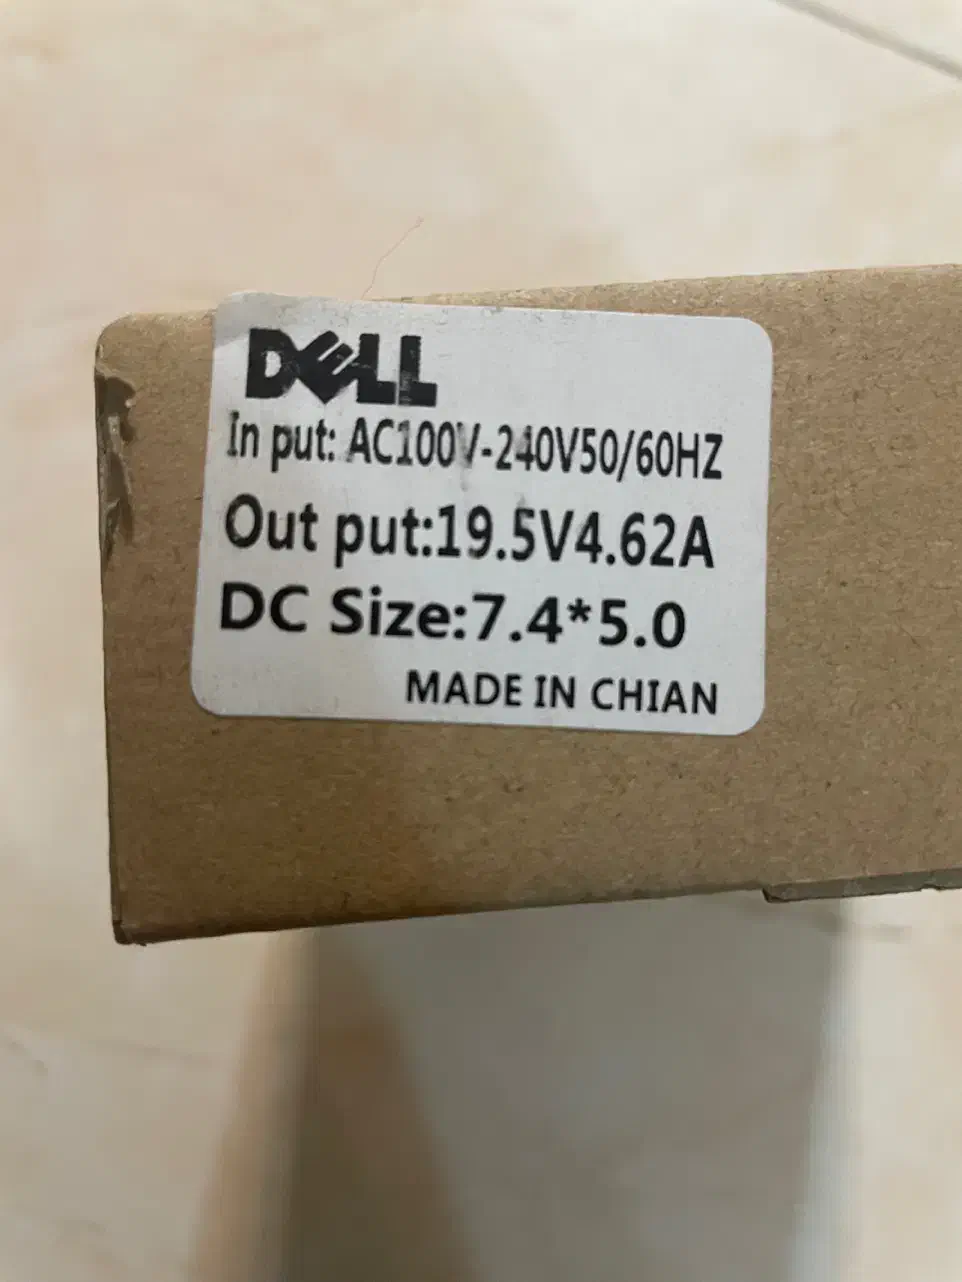 DELL
In put: AC100V-240V50/60HZ
Out put:19.5V4.62A
DC Size:7.4*5.0
MADE IN CHIAN